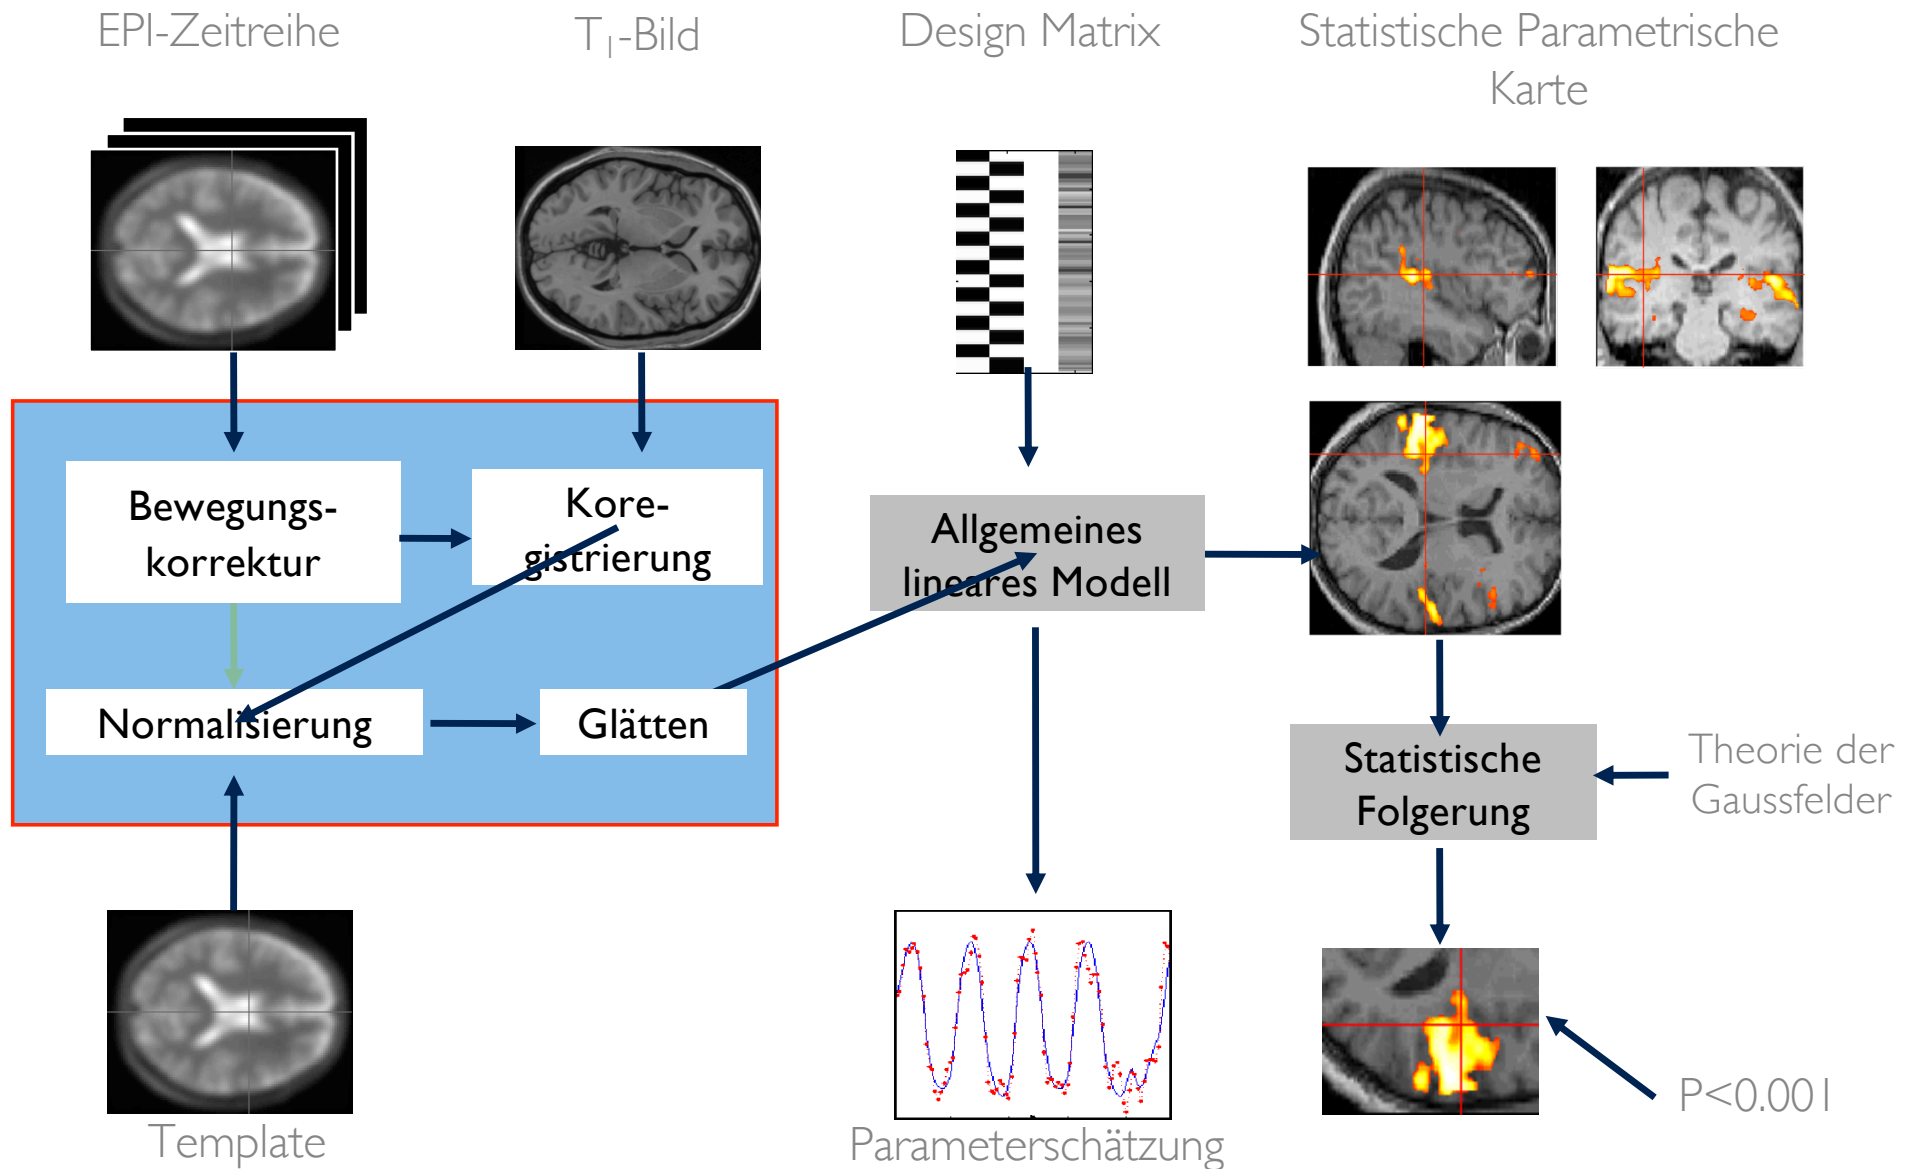 EPI-Zeitreihe
T1-Bild
Design Matrix
Statistische Parametrische
Karte
Bewegungs-
korrektur
Kore-
gistrierung
Allgemeines
lineares Modell
Normalisierung
Glätten
Statistische
Folgerung
Theorie der
Gaussfelder
Template
Parameterschätzung
P<0.001